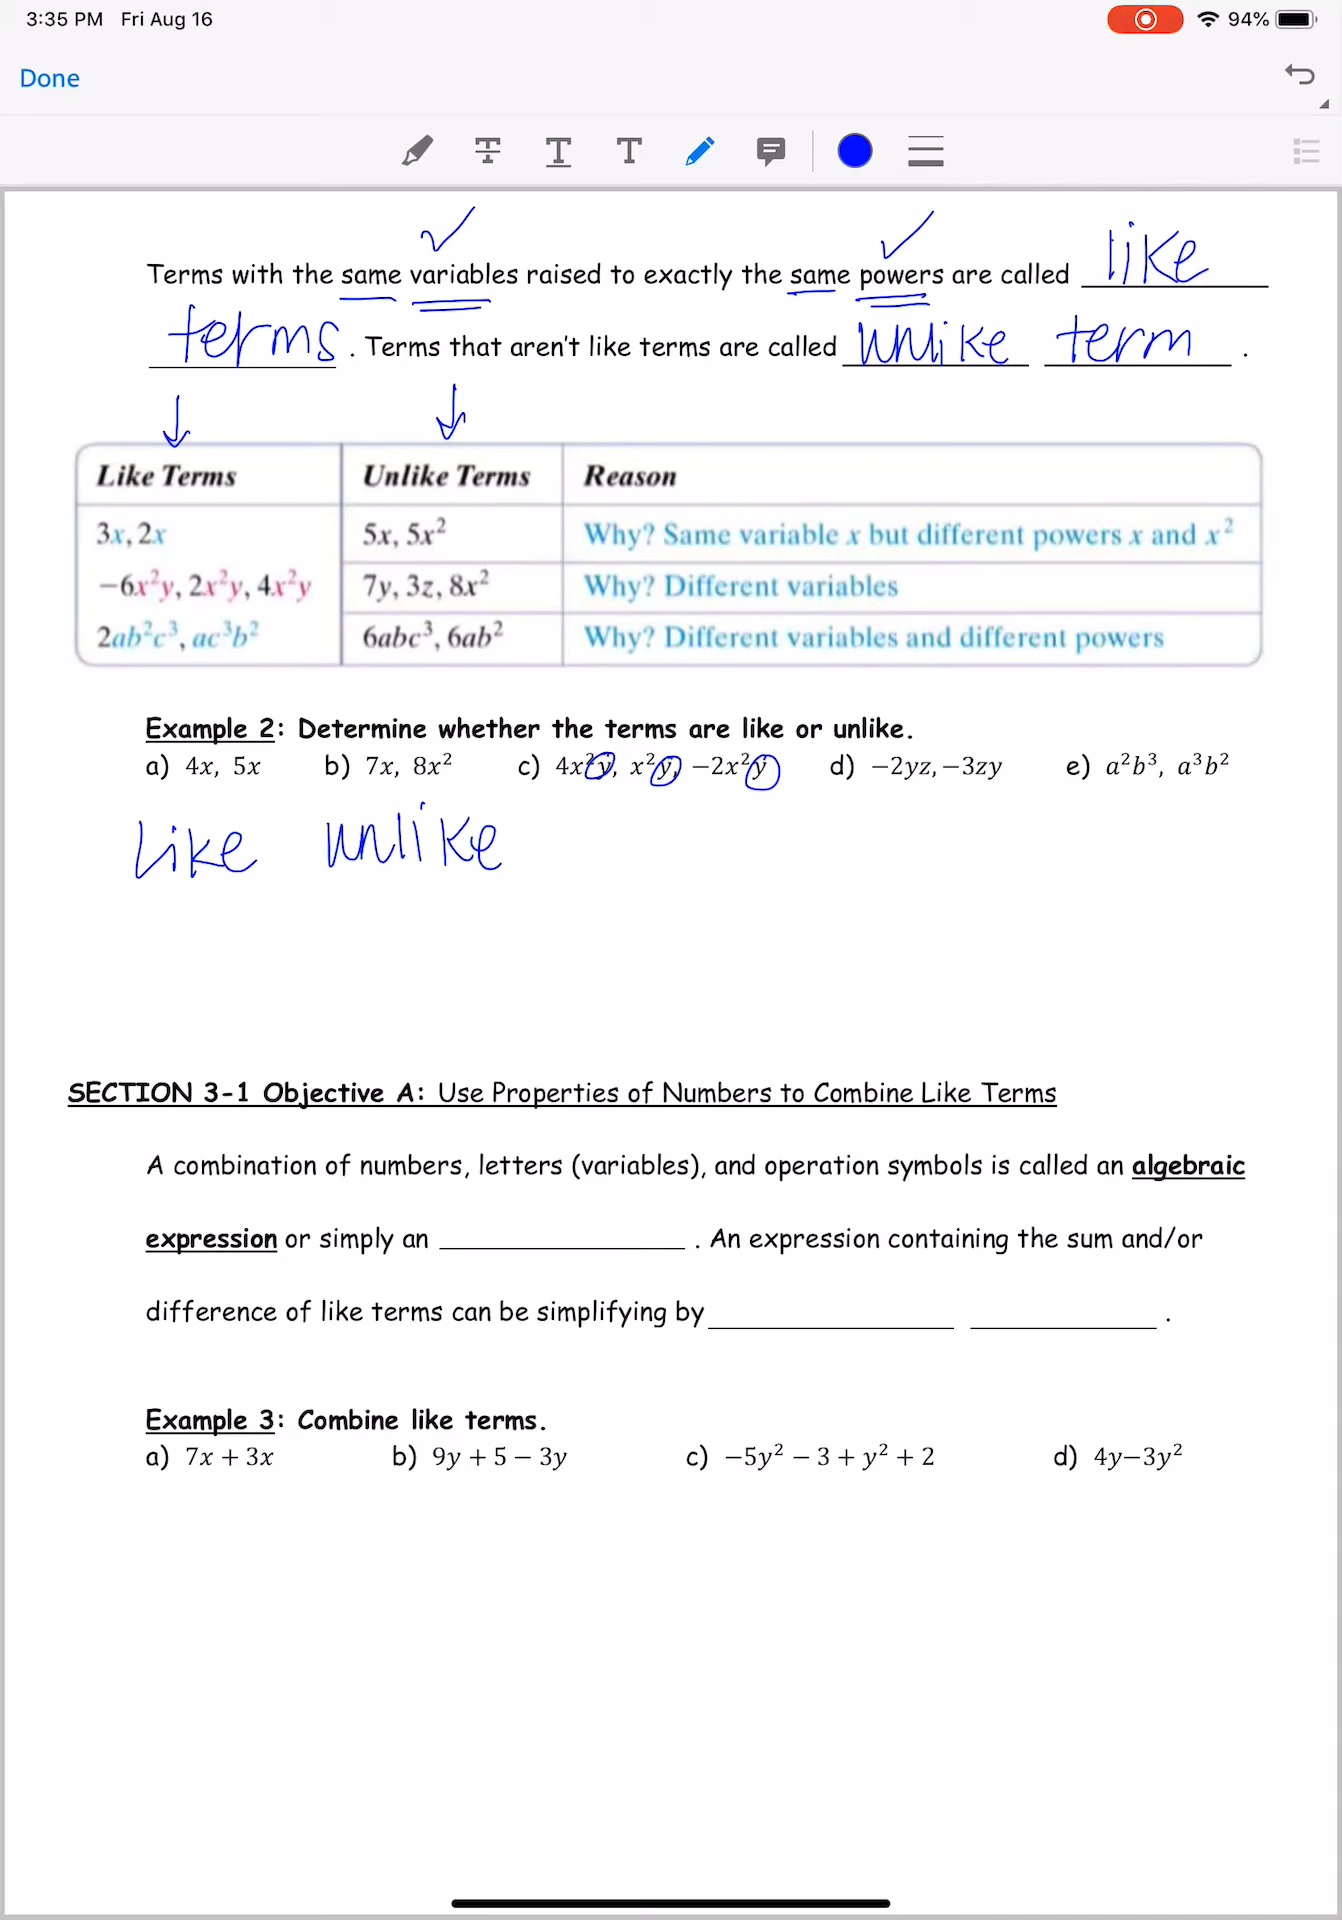 3:35 PM Fri Aug 16 94%
Done
Terms with the same variables raised to exactly the same powers are called like
terms. Terms that aren't like terms are called unlike term.
Like Terms Unlike Terms Reason
3x, 2x 5x, 5x² Why? Same variable x but different powers x and x²
−6x²y, 2x²y, 4x²y 7y, 3z, 8x² Why? Different variables
2ab²c³, ac³b² 6abc³, 6ab² Why? Different variables and different powers
Example 2: Determine whether the terms are like or unlike.
a) 4x, 5x b) 7x, 8x² c) 4x²y, x²y, −2x²y d) −2yz, −3zy e) a²b³, a³b²
Like unlike
SECTION 3-1 Objective A: Use Properties of Numbers to Combine Like Terms
A combination of numbers, letters (variables), and operation symbols is called an algebraic
expression or simply an ____________. An expression containing the sum and/or
difference of like terms can be simplifying by ____________ ____________.
Example 3: Combine like terms.
a) 7x + 3x b) 9y + 5 − 3y c) −5y² − 3 + y² + 2 d) 4y−3y²